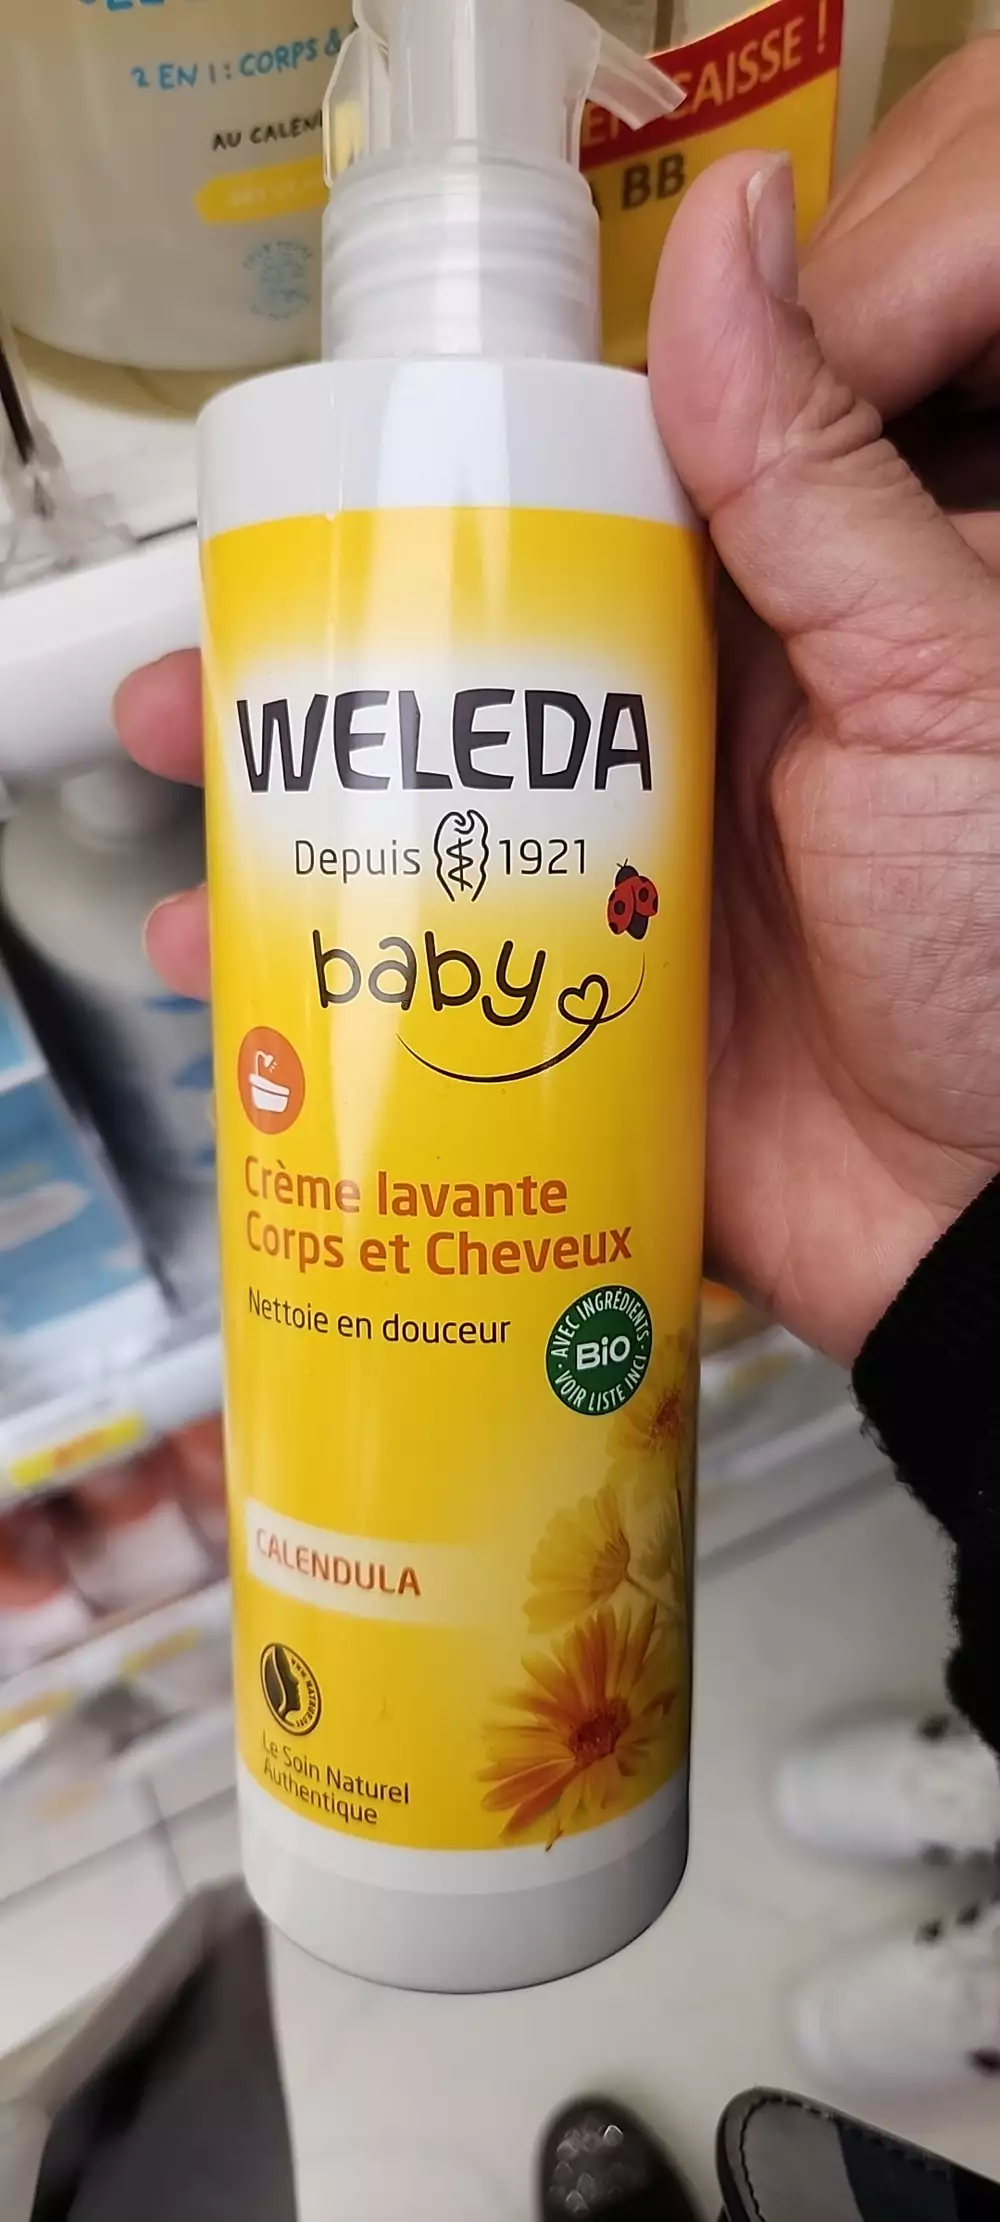 2 EN 1 : CORPS &
AU CALEN
EN CAISSE !
BB
WELEDA
Depuis 1921
baby
Crème lavante
Corps et Cheveux
Nettoie en douceur
AVEC INGRÉDIENTS
BiO
VOIR LISTE INCI
CALENDULA
Le Soin Naturel
Authentique